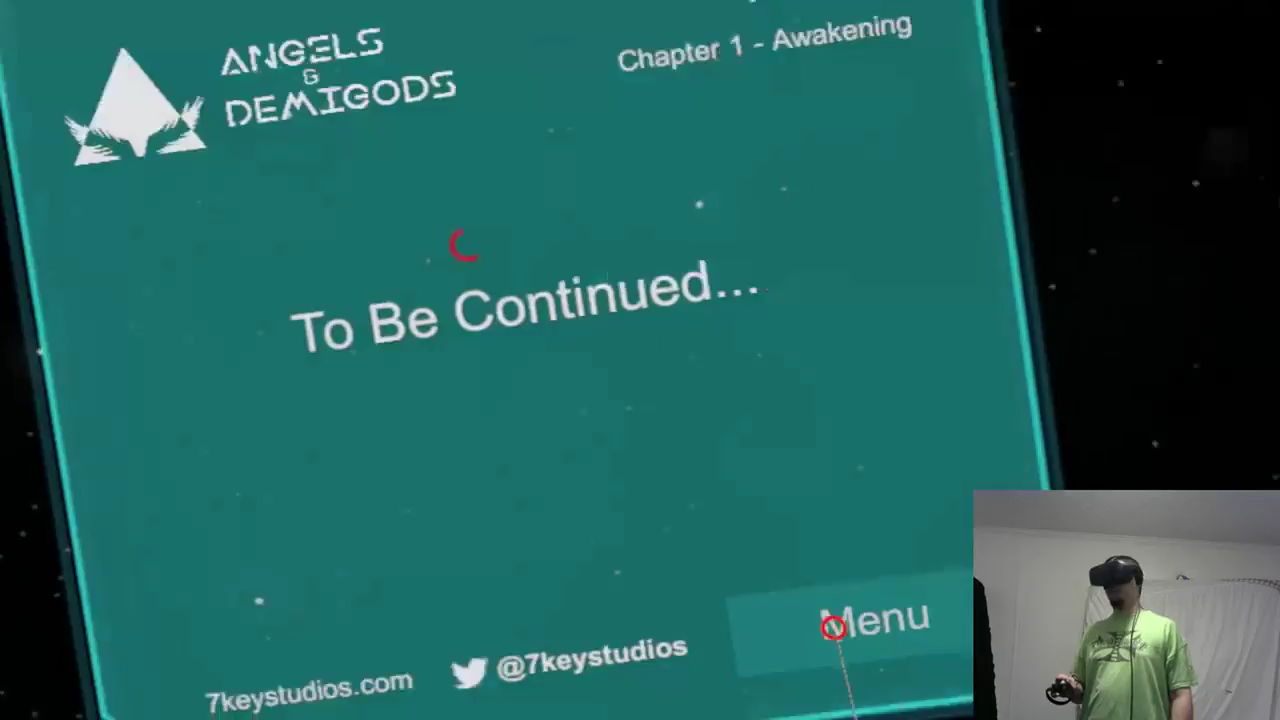 ANGELS
&
DEMIGODS
Chapter 1 - Awakening
To Be Continued...
Menu
7keystudios.com
@7keystudios